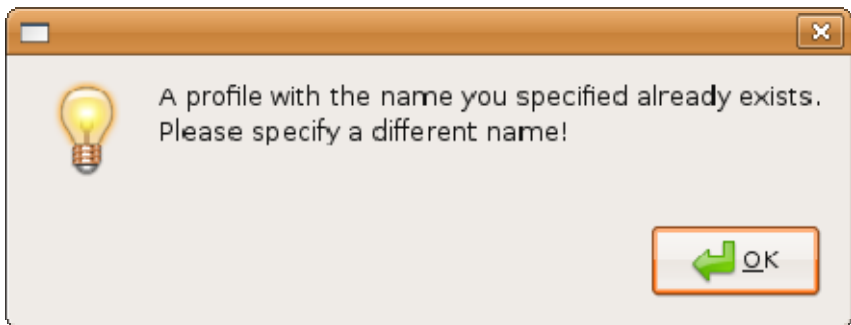 A profile with the name you specified already exists.
Please specify a different name!
OK